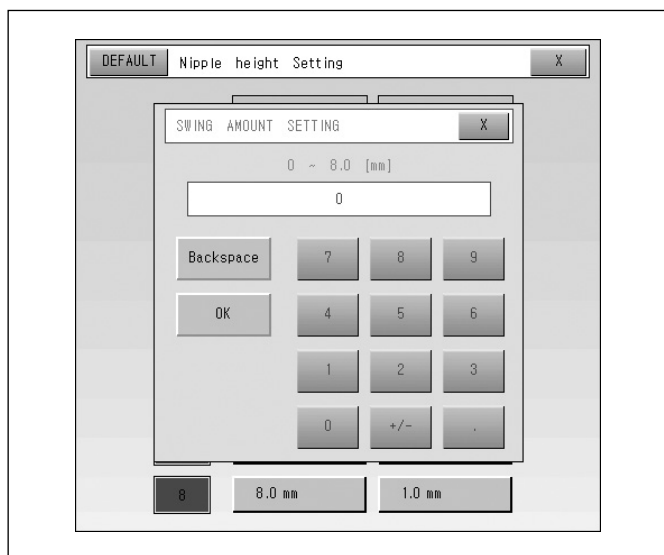 DEFAULT Nipple height Setting X
SWING AMOUNT SETTING X
0 ~ 8.0 [mm]
0
Backspace 7 8 9
OK 4 5 6
1 2 3
0 +/- .
8 8.0 mm 1.0 mm